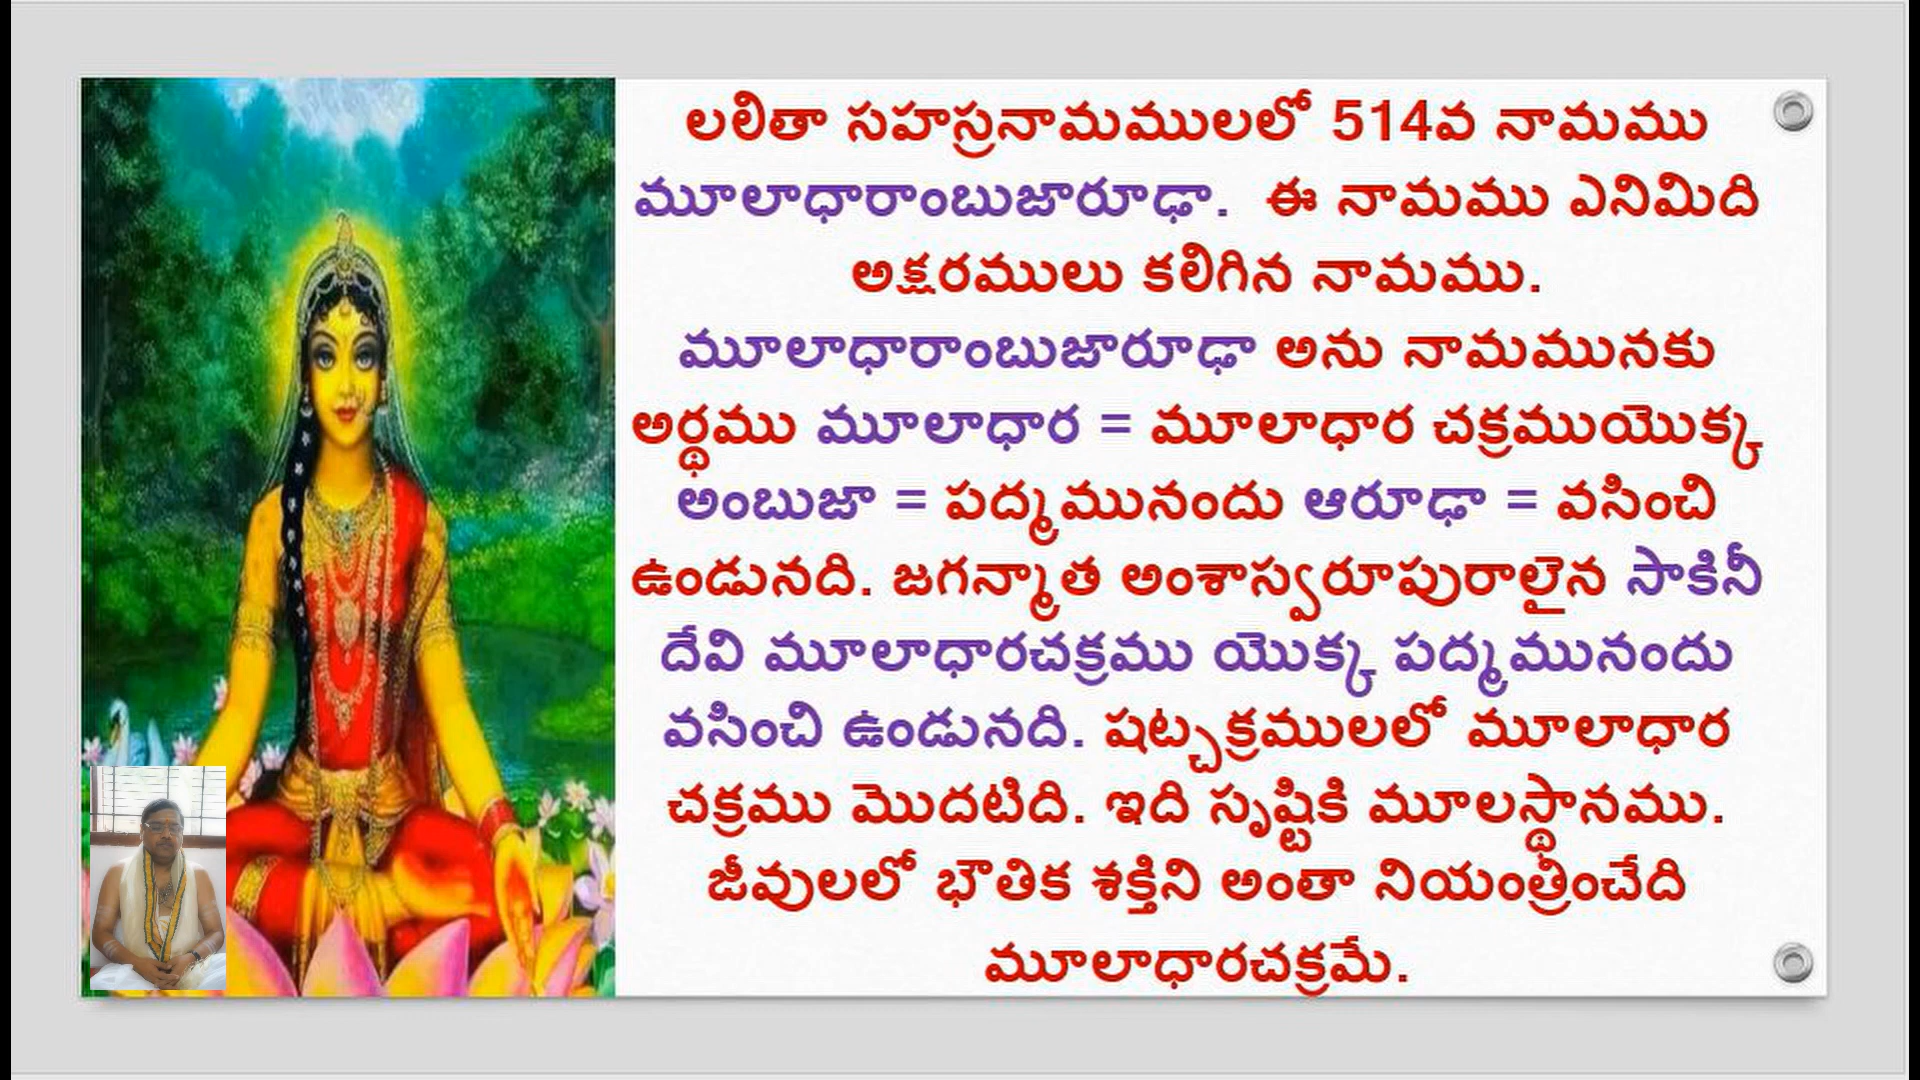 లలితా సహస్రనామములలో 514వ నామము
మూలాధారాంబుజారూఢా. ఈ నామము ఎనిమిది
అక్షరములు కలిగిన నామము.
మూలాధారాంబుజారూఢా అను నామమునకు
అర్థము మూలాధార = మూలాధార చక్రముయొక్క
అంబుజా = పద్మమునందు ఆరూఢా = వసించి
ఉండునది. జగన్మాత అంశాస్వరూపురాలైన సాకినీ
దేవి మూలాధారచక్రము యొక్క పద్మమునందు
వసించి ఉండునది. షట్చక్రములలో మూలాధార
చక్రము మొదటిది. ఇది సృష్టికి మూలస్థానము.
జీవులలో భౌతిక శక్తిని అంతా నియంత్రించేది
మూలాధారచక్రమే.